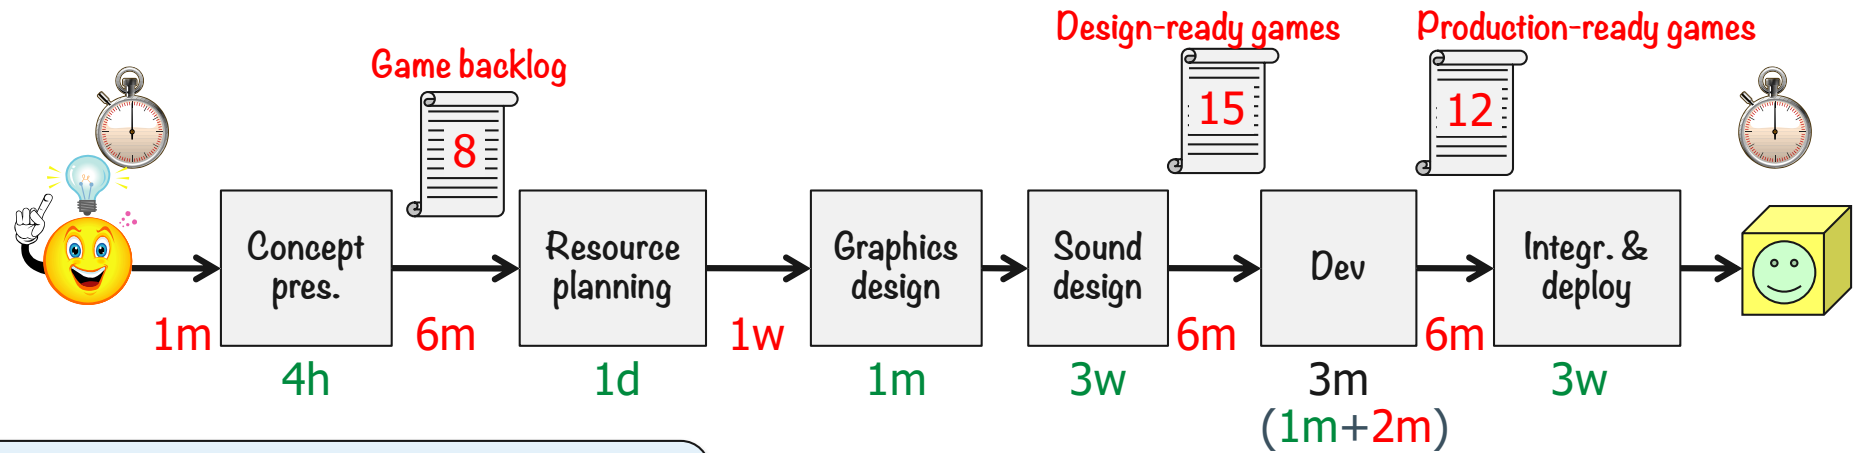 Design-ready games
Production-ready games
Game backlog
8
15
12
Concept
pres.
Resource
planning
Graphics
design
Sound
design
Dev
Integr. &
deploy
1m
6m
1w
6m
6m
4h
1d
1m
3w
3m
3w
(1m+2m)